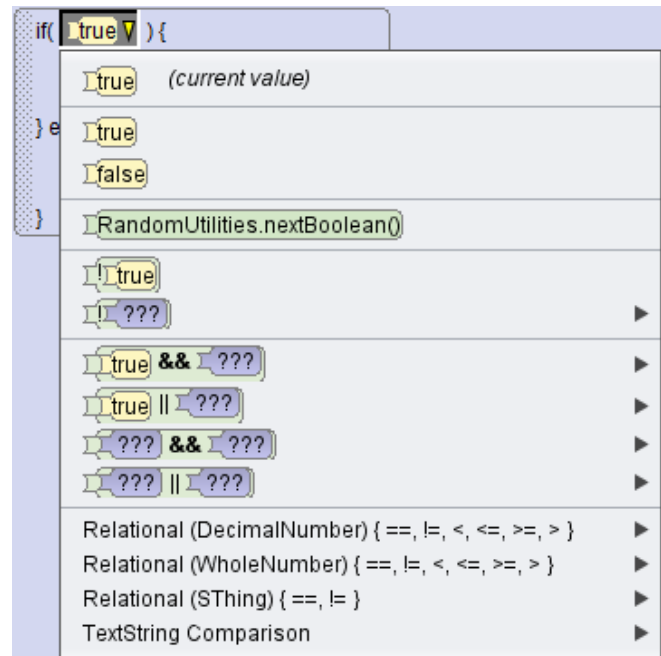 if( true ) {
true (current value)
} e
true
false
}
RandomUtilities.nextBoolean()
!true
! ???
true && ???
true || ???
??? && ???
??? || ???
Relational (DecimalNumber) { ==, !=, <, <=, >=, > }
Relational (WholeNumber) { ==, !=, <, <=, >=, > }
Relational (SThing) { ==, != }
TextString Comparison